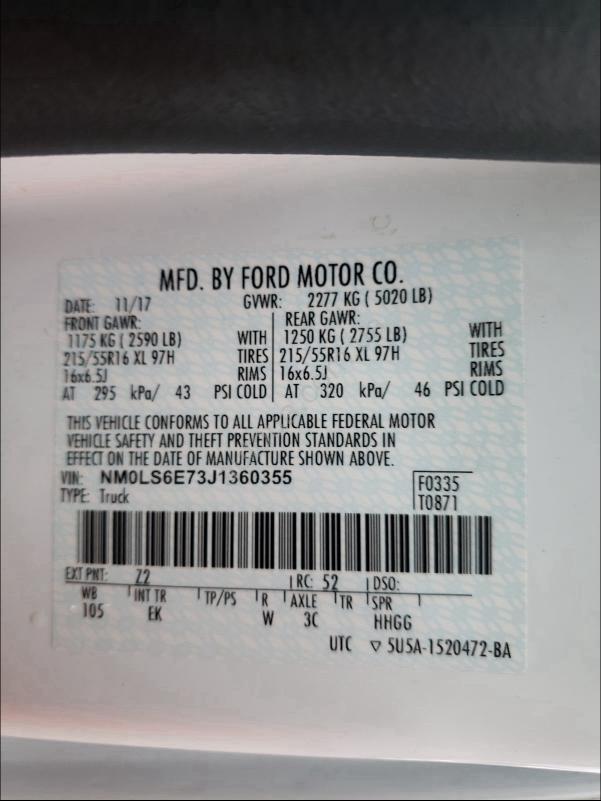 MFD. BY FORD MOTOR CO.
DATE: 11/17 GVWR: 2277 KG ( 5020 LB)
FRONT GAWR:
1175 KG ( 2590 LB) WITH
215/55R16 XL 97H TIRES
16x6.5J RIMS
AT 295 kPa/ 43 PSI COLD
REAR GAWR:
1250 KG ( 2755 LB) WITH
215/55R16 XL 97H TIRES
16x6.5J RIMS
AT 320 kPa/ 46 PSI COLD
THIS VEHICLE CONFORMS TO ALL APPLICABLE FEDERAL MOTOR
VEHICLE SAFETY AND THEFT PREVENTION STANDARDS IN
EFFECT ON THE DATE OF MANUFACTURE SHOWN ABOVE.
VIN: NM0LS6E73J1360355
TYPE: Truck
F0335
T0871
EXT PNT: Z2 RC: 52 DSO:
WB INT TR TP/PS R AXLE TR SPR
105 EK W 3C HHGG
UTC ▽ 5U5A-1520472-BA